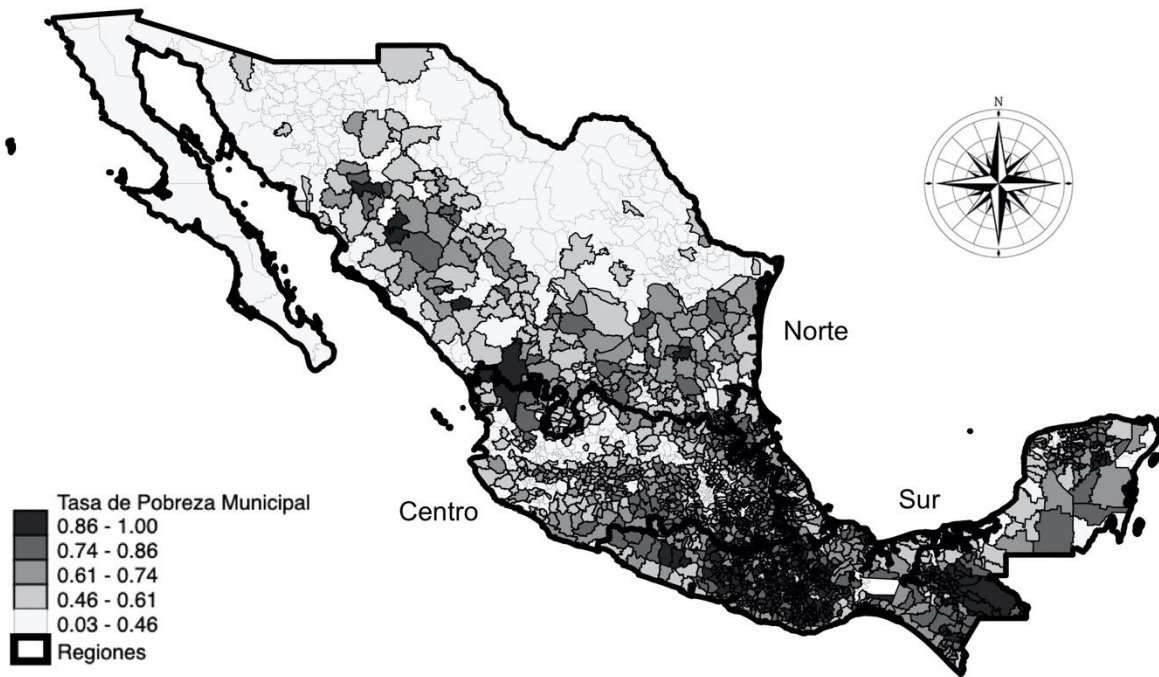 N
Norte
Sur
Centro
Tasa de Pobreza Municipal
0.86 - 1.00
0.74 - 0.86
0.61 - 0.74
0.46 - 0.61
0.03 - 0.46
Regiones